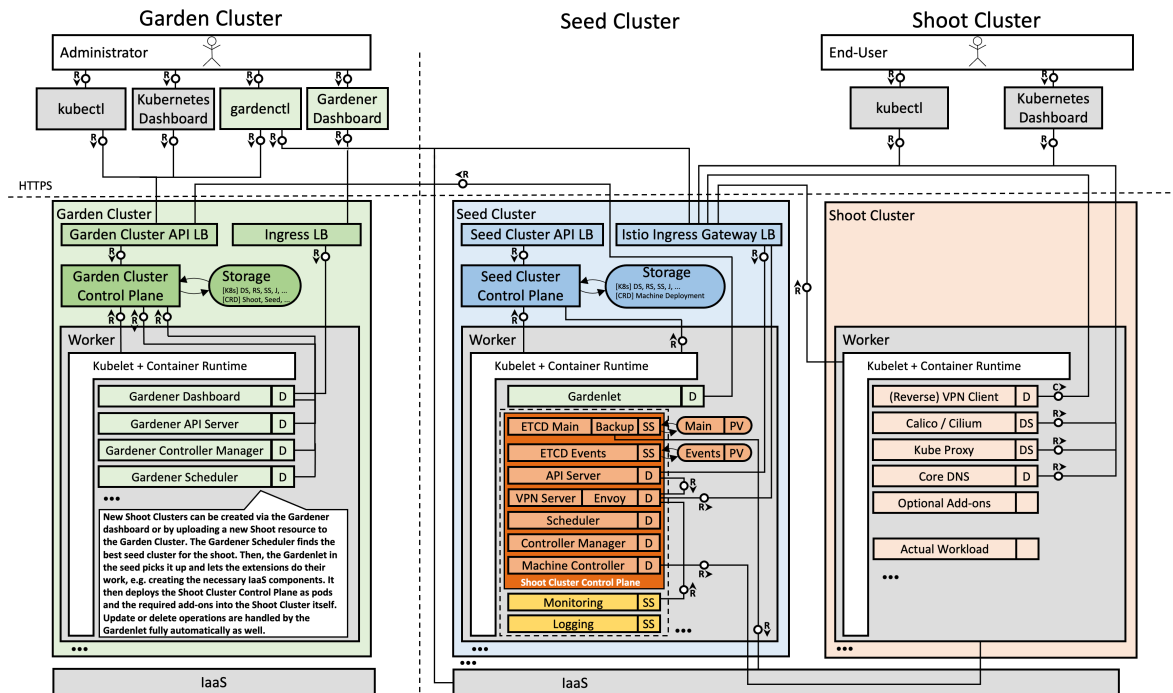 Garden Cluster
Seed Cluster
Shoot Cluster
Administrator
End-User
R
R
R
R
R
R
kubectl
Kubernetes
Dashboard
gardenctl
Gardener
Dashboard
kubectl
Kubernetes
Dashboard
R
R
R
R
R
R
R
HTTPS
R
Garden Cluster
Garden Cluster API LB
Ingress LB
R
R
Garden Cluster
Control Plane
Storage
[K8s] DS, RS, SS, J, ...
[CRD] Shoot, Seed, ...
R
R
R
Worker
Kubelet + Container Runtime
Gardener Dashboard
D
Gardener API Server
D
Gardener Controller Manager
D
Gardener Scheduler
D
•••
New Shoot Clusters can be created via the Gardener
dashboard or by uploading a new Shoot resource to
the Garden Cluster. The Gardener Scheduler finds the
best seed cluster for the shoot. Then, the Gardenlet in
the seed picks it up and lets the extensions do their
work, e.g. creating the necessary IaaS components. It
then deploys the Shoot Cluster Control Plane as pods
and the required add-ons into the Shoot Cluster itself.
Update or delete operations are handled by the
Gardenlet fully automatically as well.
•••
IaaS
Seed Cluster
Seed Cluster API LB
Istio Ingress Gateway LB
R
R
Seed Cluster
Control Plane
Storage
[K8s] DS, RS, SS, J, ...
[CRD] Machine Deployment
R
R
Worker
Kubelet + Container Runtime
Gardenlet
D
ETCD Main
Backup
SS
Main
PV
ETCD Events
SS
Events
PV
API Server
D
R
VPN Server
Envoy
D
R
Scheduler
D
Controller Manager
D
Machine Controller
D
R
Shoot Cluster Control Plane
Monitoring
SS
R
Logging
SS
•••
R
•••
•••
IaaS
Shoot Cluster
R
Worker
Kubelet + Container Runtime
(Reverse) VPN Client
D
C
Calico / Cilium
DS
R
Kube Proxy
DS
R
Core DNS
D
R
Optional Add-ons
Actual Workload
•••
•••